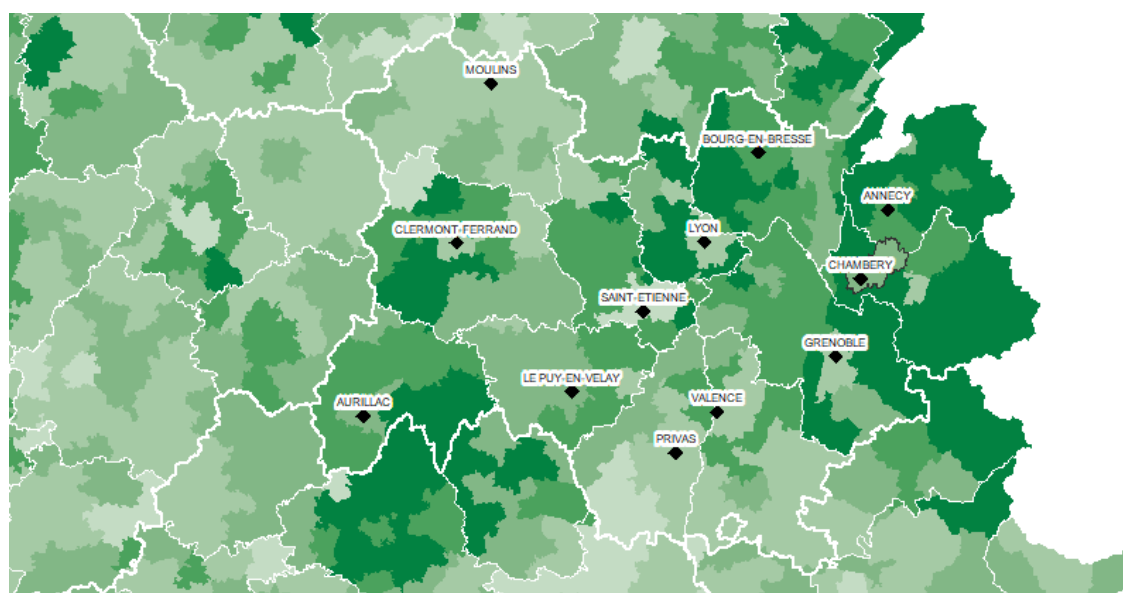 MOULINS
BOURG-EN-BRESSE
ANNECY
CLERMONT-FERRAND
LYON
CHAMBERY
SAINT-ETIENNE
GRENOBLE
LE PUY-EN-VELAY
AURILLAC
VALENCE
PRIVAS